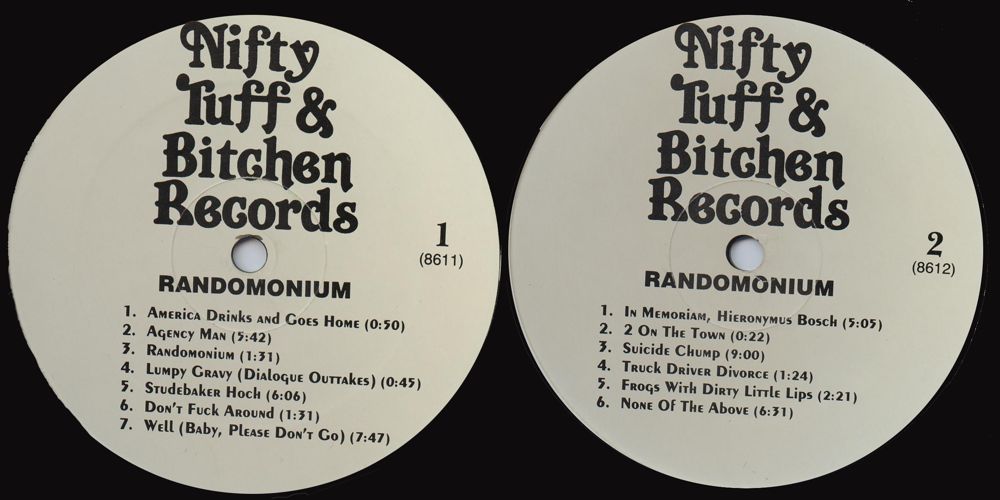 Nifty
Tuff &
Bitchen
Records
1
(8611)
RANDOMONIUM
1. America Drinks and Goes Home (0:50)
2. Agency Man (5:42)
3. Randomonium (1:31)
4. Lumpy Gravy (Dialogue Outtakes) (0:45)
5. Studebaker Hoch (6:06)
6. Don't Fuck Around (1:31)
7. Well (Baby, Please Don't Go) (7:47)
Nifty
Tuff &
Bitchen
Records
2
(8612)
RANDOMONIUM
1. In Memoriam, Hieronymus Bosch (5:05)
2. 2 On The Town (0:22)
3. Suicide Chump (9:00)
4. Truck Driver Divorce (1:24)
5. Frogs With Dirty Little Lips (2:21)
6. None Of The Above (6:31)